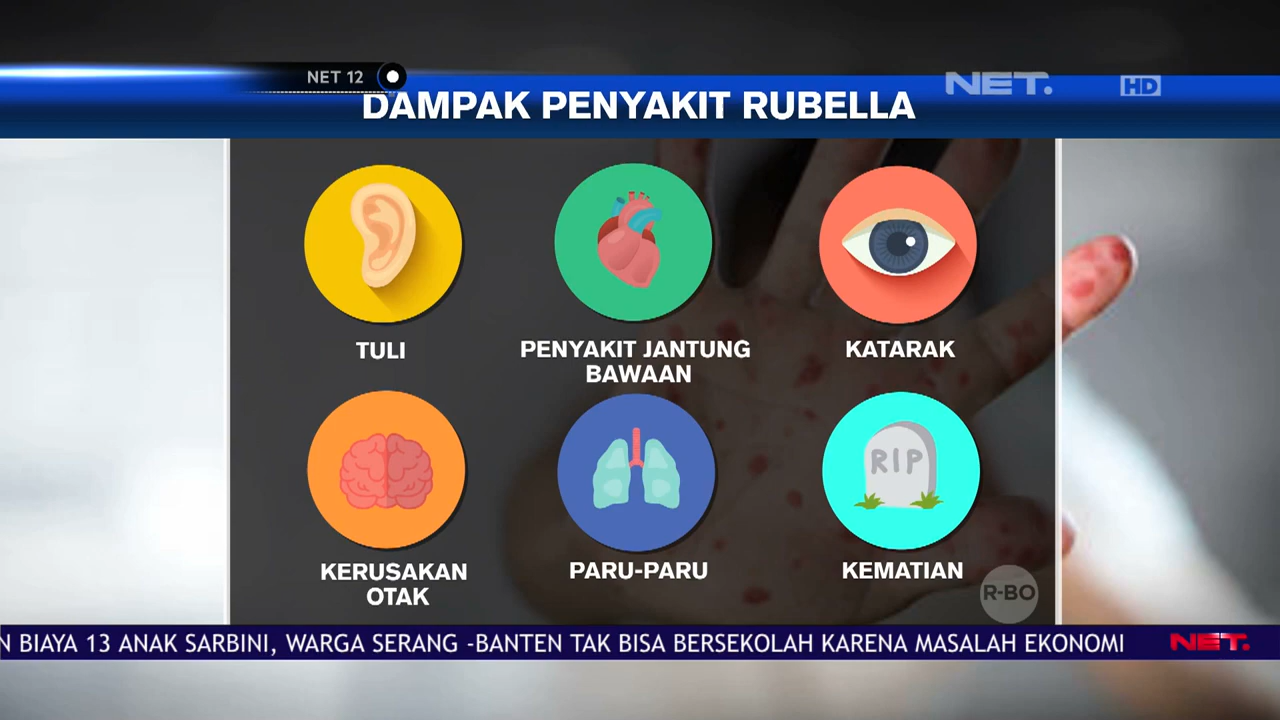 NET 12
NET.
HD
DAMPAK PENYAKIT RUBELLA
TULI
PENYAKIT JANTUNG
BAWAAN
KATARAK
RIP
KERUSAKAN
OTAK
PARU-PARU
KEMATIAN
R-BO
N BIAYA 13 ANAK SARBINI, WARGA SERANG -BANTEN TAK BISA BERSEKOLAH KARENA MASALAH EKONOMI
NET.